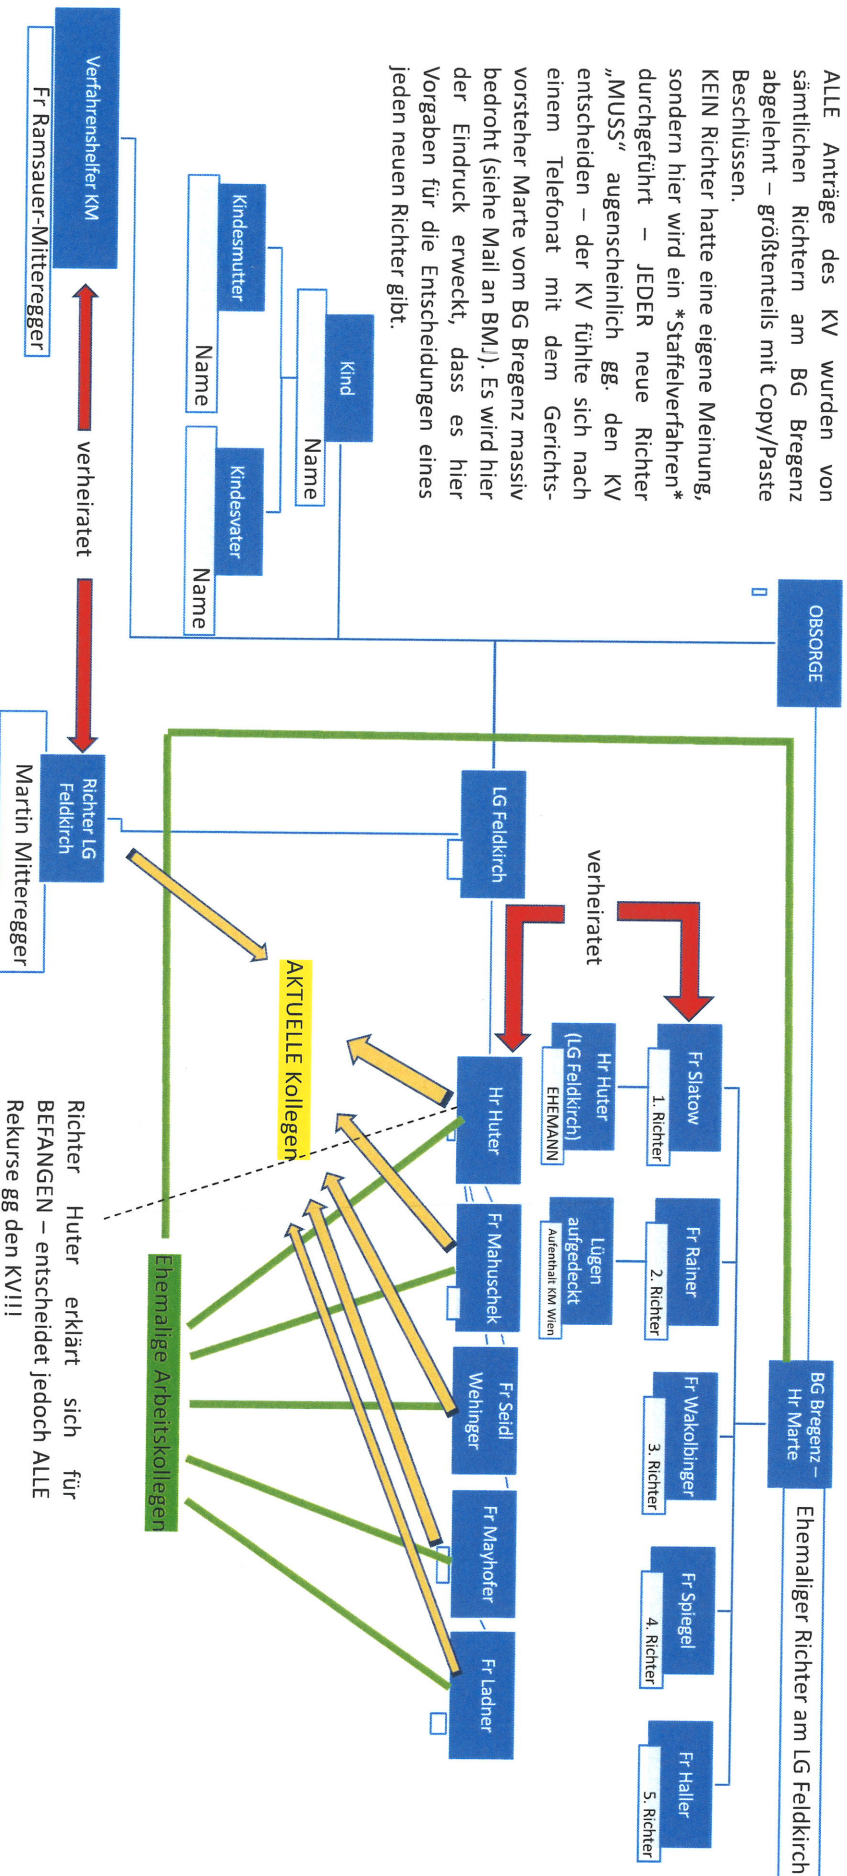 ALLE Anträge des KV wurden von
sämtlichen Richtern am BG Bregenz
abgelehnt – größtenteils mit Copy/Paste
Beschlüssen.
KEIN Richter hatte eine eigene Meinung,
sondern hier wird ein *Staffelverfahren*
durchgeführt – JEDER neue Richter
„MUSS“ augenscheinlich gg. den KV
entscheiden – der KV fühlte sich nach
einem Telefonat mit dem Gerichts-
vorsteher Marte vom BG Bregenz massiv
bedroht (siehe Mail an BMJ). Es wird hier
der Eindruck erweckt, dass es hier
Vorgaben für die Entscheidungen eines
jeden neuen Richter gibt.
OBSORGE
BG Bregenz –
Hr Marte
Ehemaliger Richter am LG Feldkirch
Fr Slatow
1. Richter
Fr Rainer
2. Richter
Fr Wakolbinger
3. Richter
Fr Spiegel
4. Richter
Fr Haller
5. Richter
Hr Huter
(LG Feldkirch)
EHEMANN
Lügen
aufgedeckt
Aufenthalt KM Wien
verheiratet
LG Feldkirch
Hr Huter
Fr Mahuschek
Fr Seidl
Wehinger
Fr Mayhofer
Fr Ladner
Kind
Name
Kindesmutter
Name
Kindesvater
Name
AKTUELLE Kollegen
Ehemalige Arbeitskollegen
Verfahrenshelfer KM
Fr Ramsauer-Mitteregger
verheiratet
Richter LG
Feldkirch
Martin Mitteregger
Richter Huter erklärt sich für
BEFANGEN – entscheidet jedoch ALLE
Rekurse gg den KV!!!